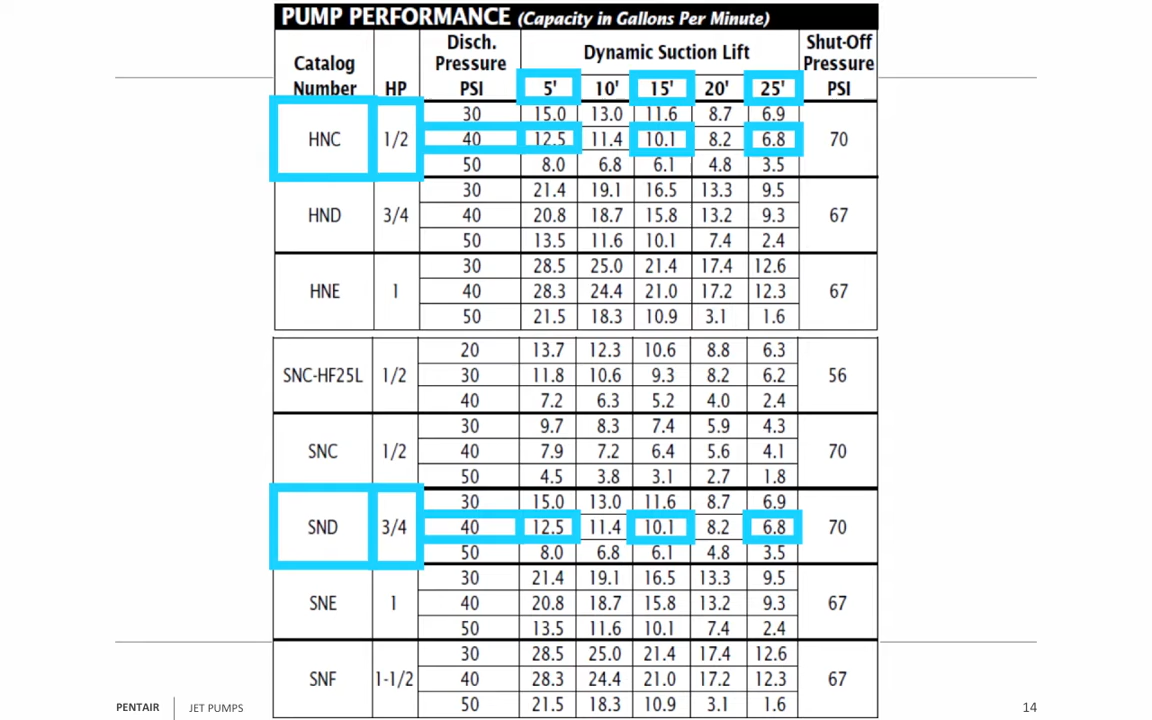 PUMP PERFORMANCE (Capacity in Gallons Per Minute)
Catalog Number HP Disch. Pressure PSI Dynamic Suction Lift Shut-Off Pressure PSI
5' 10' 15' 20' 25'
30 15.0 13.0 11.6 8.7 6.9
HNC 1/2 40 12.5 11.4 10.1 8.2 6.8 70
50 8.0 6.8 6.1 4.8 3.5
30 21.4 19.1 16.5 13.3 9.5
HND 3/4 40 20.8 18.7 15.8 13.2 9.3 67
50 13.5 11.6 10.1 7.4 2.4
30 28.5 25.0 21.4 17.4 12.6
HNE 1 40 28.3 24.4 21.0 17.2 12.3 67
50 21.5 18.3 10.9 3.1 1.6
20 13.7 12.3 10.6 8.8 6.3
SNC-HF25L 1/2 30 11.8 10.6 9.3 8.2 6.2 56
40 7.2 6.3 5.2 4.0 2.4
30 9.7 8.3 7.4 5.9 4.3
SNC 1/2 40 7.9 7.2 6.4 5.6 4.1 70
50 4.5 3.8 3.1 2.7 1.8
30 15.0 13.0 11.6 8.7 6.9
SND 3/4 40 12.5 11.4 10.1 8.2 6.8 70
50 8.0 6.8 6.1 4.8 3.5
30 21.4 19.1 16.5 13.3 9.5
SNE 1 40 20.8 18.7 15.8 13.2 9.3 67
50 13.5 11.6 10.1 7.4 2.4
30 28.5 25.0 21.4 17.4 12.6
SNF 1-1/2 40 28.3 24.4 21.0 17.2 12.3 67
50 21.5 18.3 10.9 3.1 1.6
PENTAIR JET PUMPS 14